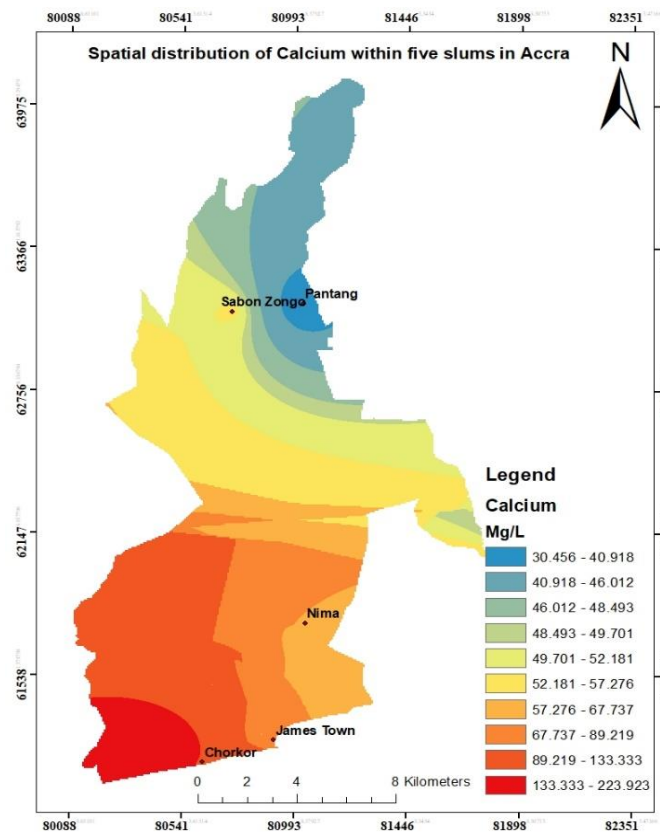 80088 80541 80993 81446 81898 82351
Spatial distribution of Calcium within five slums in Accra
N
63975
63366
Pantang
Sabon Zongo
62756
Legend
Calcium
Mg/L
62147
30.456 - 40.918
40.918 - 46.012
46.012 - 48.493
48.493 - 49.701
49.701 - 52.181
52.181 - 57.276
57.276 - 67.737
67.737 - 89.219
89.219 - 133.333
133.333 - 223.923
Nima
61538
James Town
Chorkor
0 2 4 8 Kilometers
80088 80541 80993 81446 81898 82351